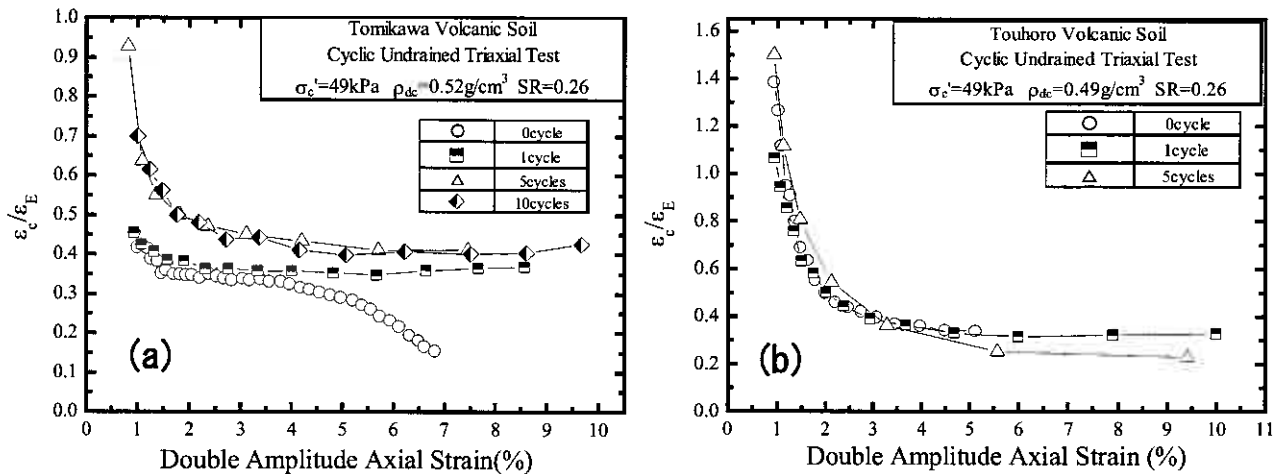 Tomikawa Volcanic Soil
Cyclic Undrained Triaxial Test
σc'=49kPa ρdc=0.52g/cm³ SR=0.26
0cycle
1cycle
5cycles
10cycles
1.0
0.9
0.8
0.7
0.6
0.5
0.4
0.3
0.2
0.1
0.0
εc/εE
(a)
0 1 2 3 4 5 6 7 8 9 10
Double Amplitude Axial Strain(%)
Touhoro Volcanic Soil
Cyclic Undrained Triaxial Test
σc'=49kPa ρdc=0.49g/cm³ SR=0.26
0cycle
1cycle
5cycles
1.6
1.4
1.2
1.0
0.8
0.6
0.4
0.2
0.0
εc/εE
(b)
0 1 2 3 4 5 6 7 8 9 10 11
Double Amplitude Axial Strain (%)